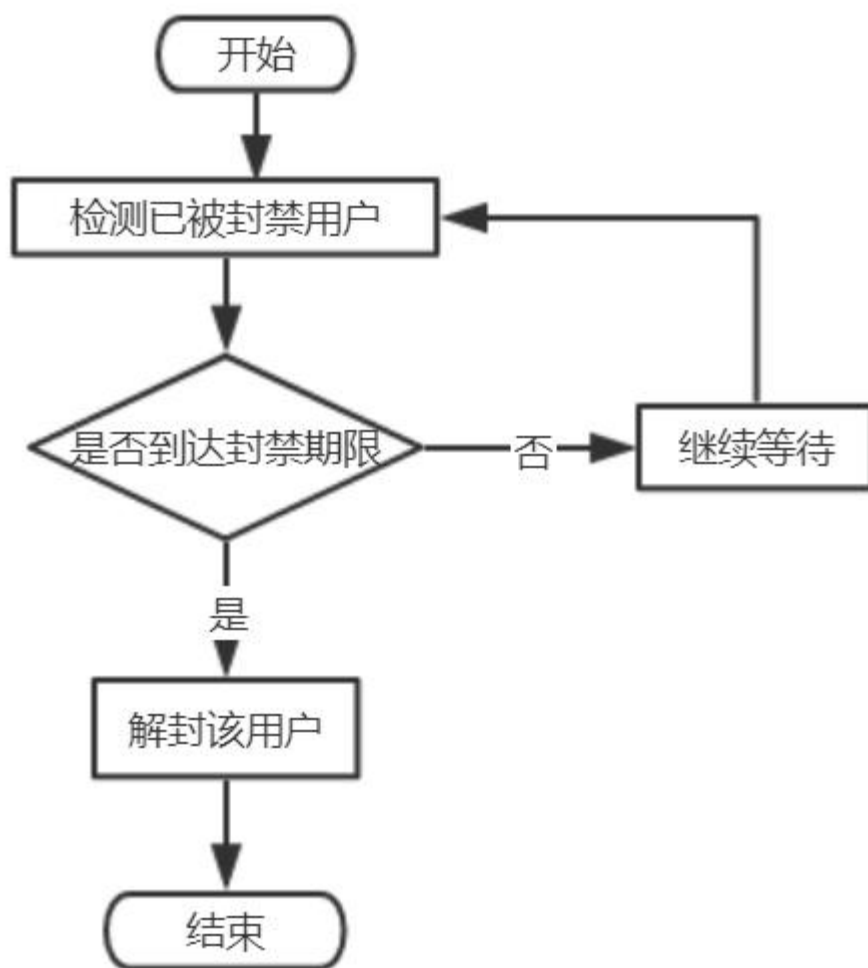 开始
检测已被封禁用户
是否到达封禁期限
否
继续等待
是
解封该用户
结束